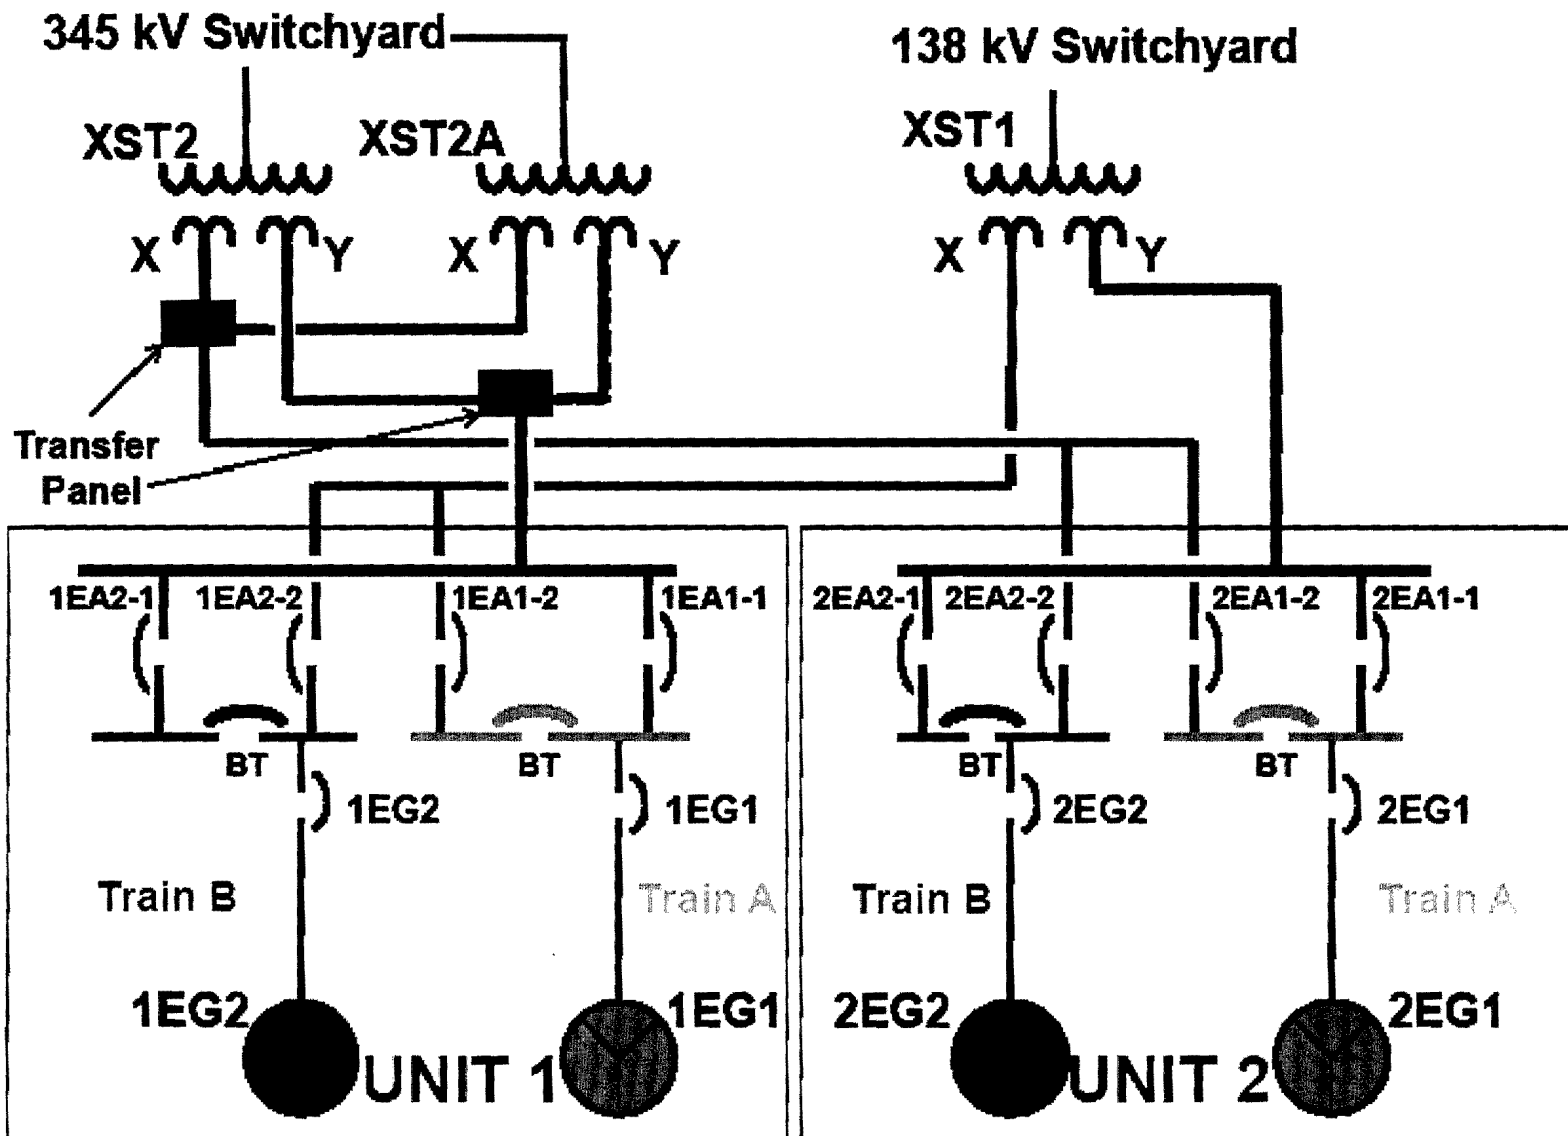 345 kV Switchyard
138 kV Switchyard
XST2
XST2A
XST1
X
Y
X
Y
X
Y
Transfer
Panel
1EA2-1
1EA2-2
1EA1-2
1EA1-1
2EA2-1
2EA2-2
2EA1-2
2EA1-1
BT
BT
BT
BT
1EG2
1EG1
2EG2
2EG1
Train B
Train A
Train B
Train A
1EG2
1EG1
2EG2
2EG1
UNIT 1
UNIT 2